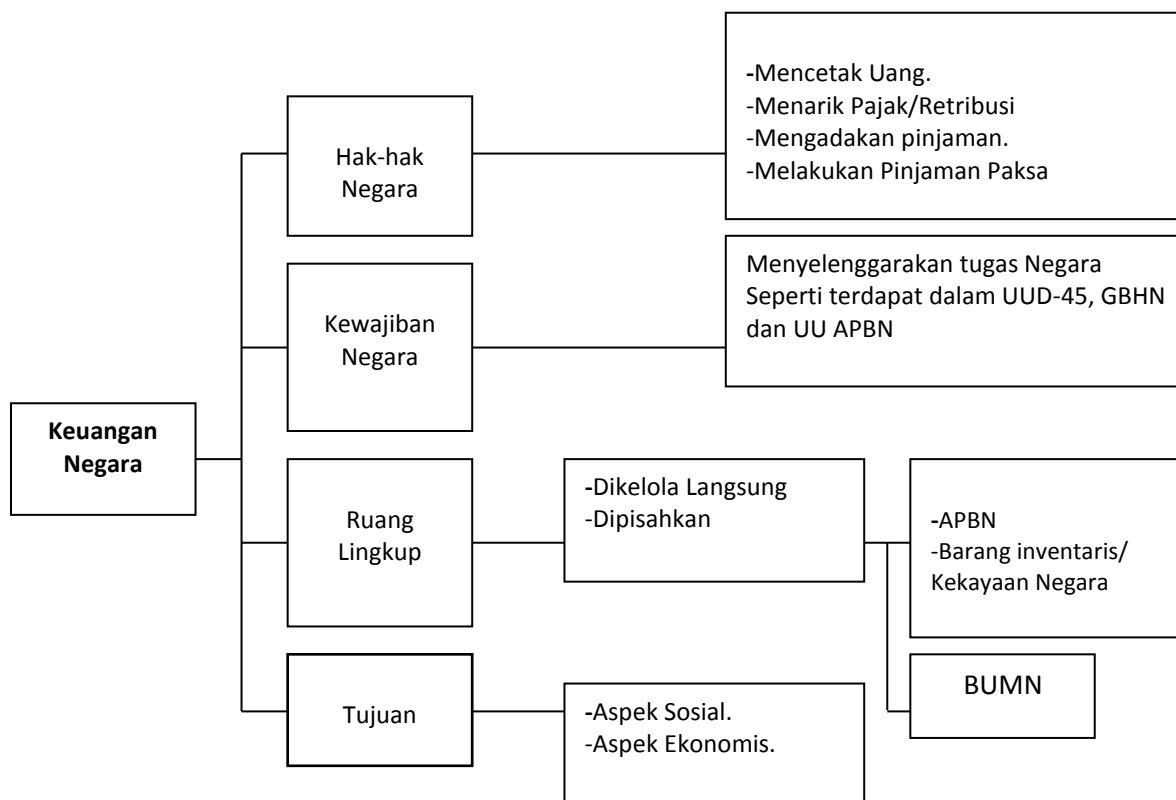 Keuangan
Negara
Hak-hak
Negara
-Mencetak Uang.
-Menarik Pajak/Retribusi
-Mengadakan pinjaman.
-Melakukan Pinjaman Paksa
Kewajiban
Negara
Menyelenggarakan tugas Negara
Seperti terdapat dalam UUD-45, GBHN
dan UU APBN
Ruang
Lingkup
-Dikelola Langsung
-Dipisahkan
-APBN
-Barang inventaris/
Kekayaan Negara
BUMN
Tujuan
-Aspek Sosial.
-Aspek Ekonomis.